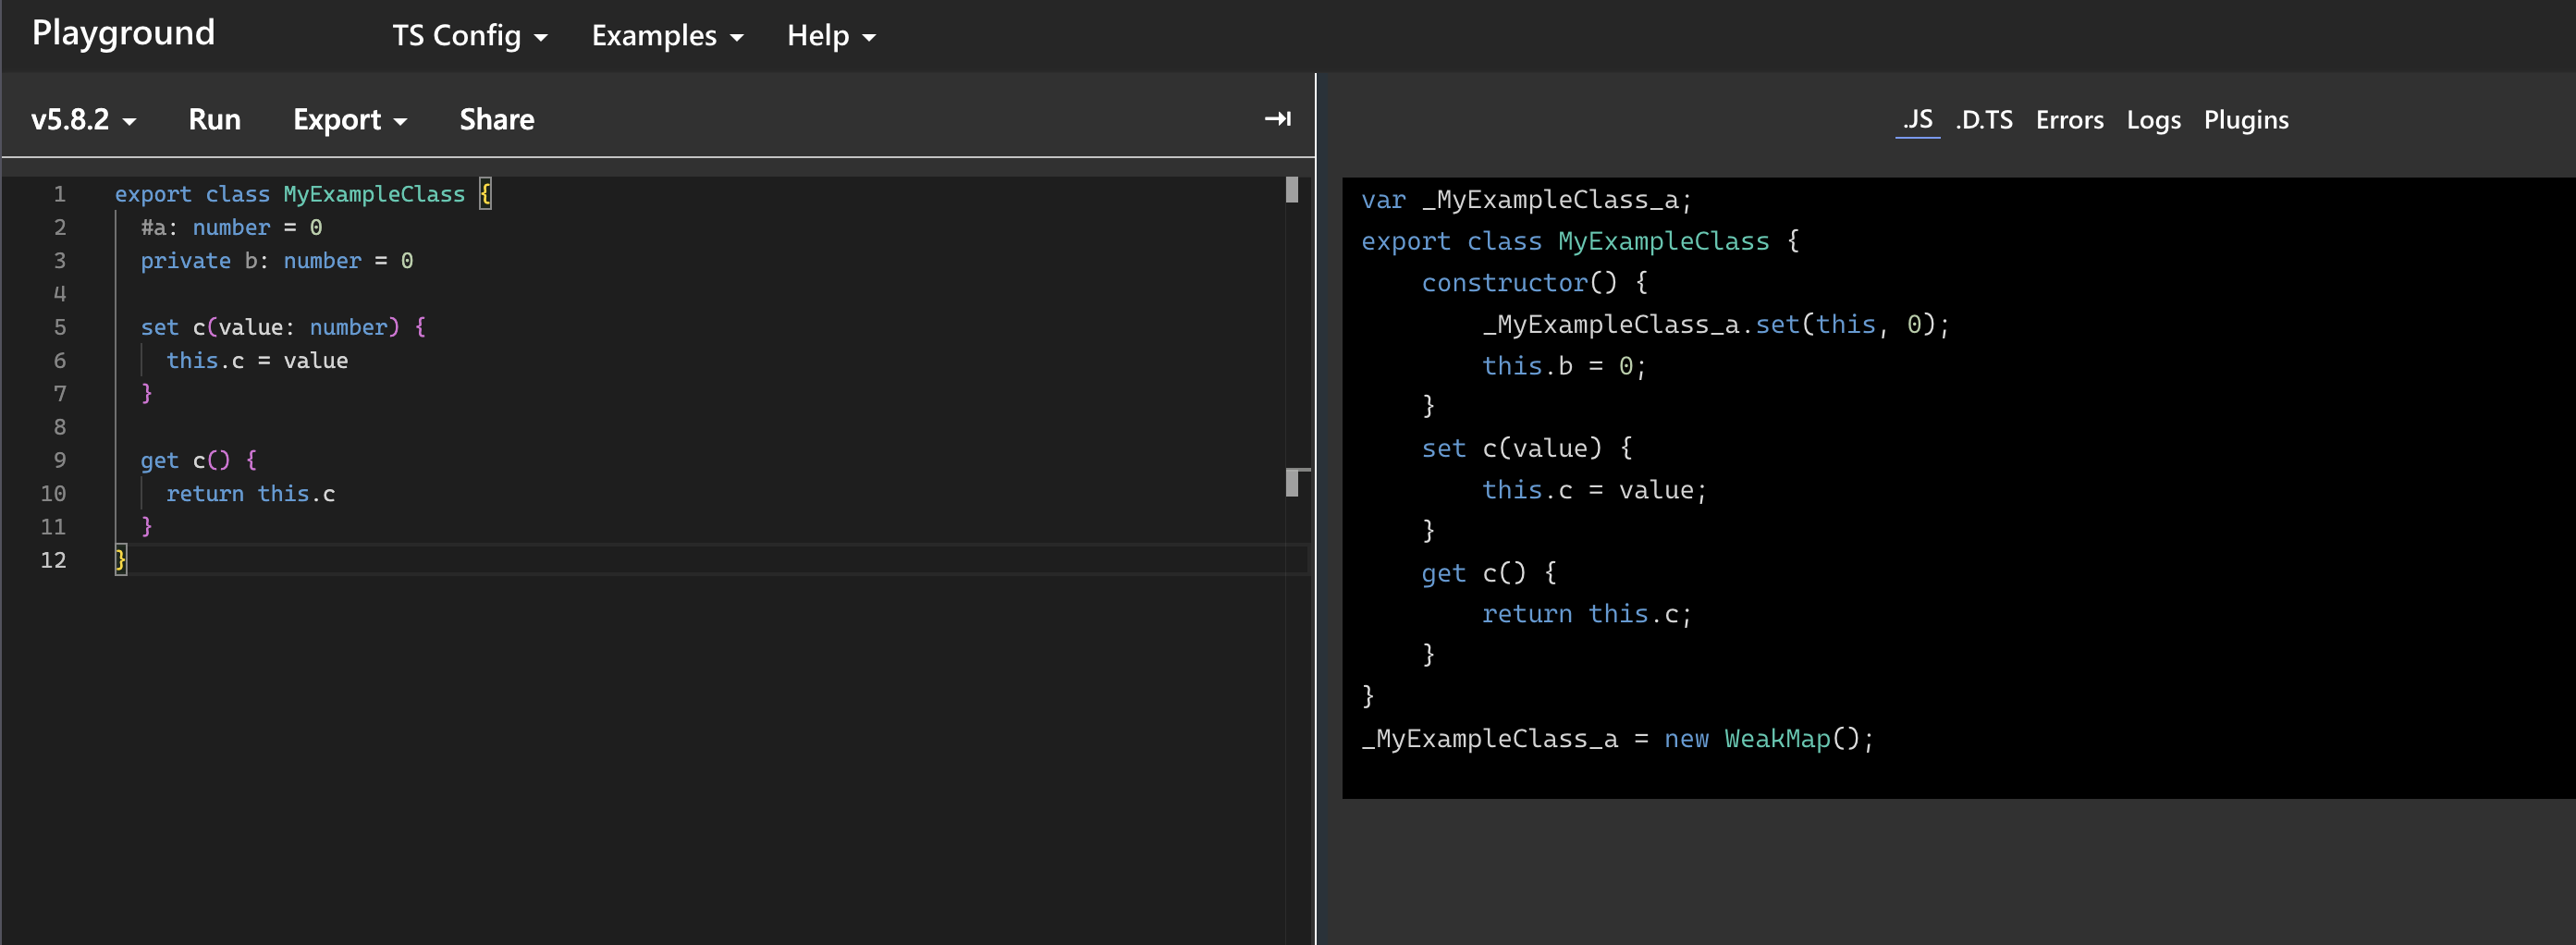 Playground TS Config Examples Help
v5.8.2 Run Export Share
1 export class MyExampleClass {
2   #a: number = 0
3   private b: number = 0
4
5   set c(value: number) {
6     this.c = value
7   }
8
9   get c() {
10     return this.c
11   }
12 }
.JS .D.TS Errors Logs Plugins
var _MyExampleClass_a;
export class MyExampleClass {
    constructor() {
        _MyExampleClass_a.set(this, 0);
        this.b = 0;
    }
    set c(value) {
        this.c = value;
    }
    get c() {
        return this.c;
    }
}
_MyExampleClass_a = new WeakMap();